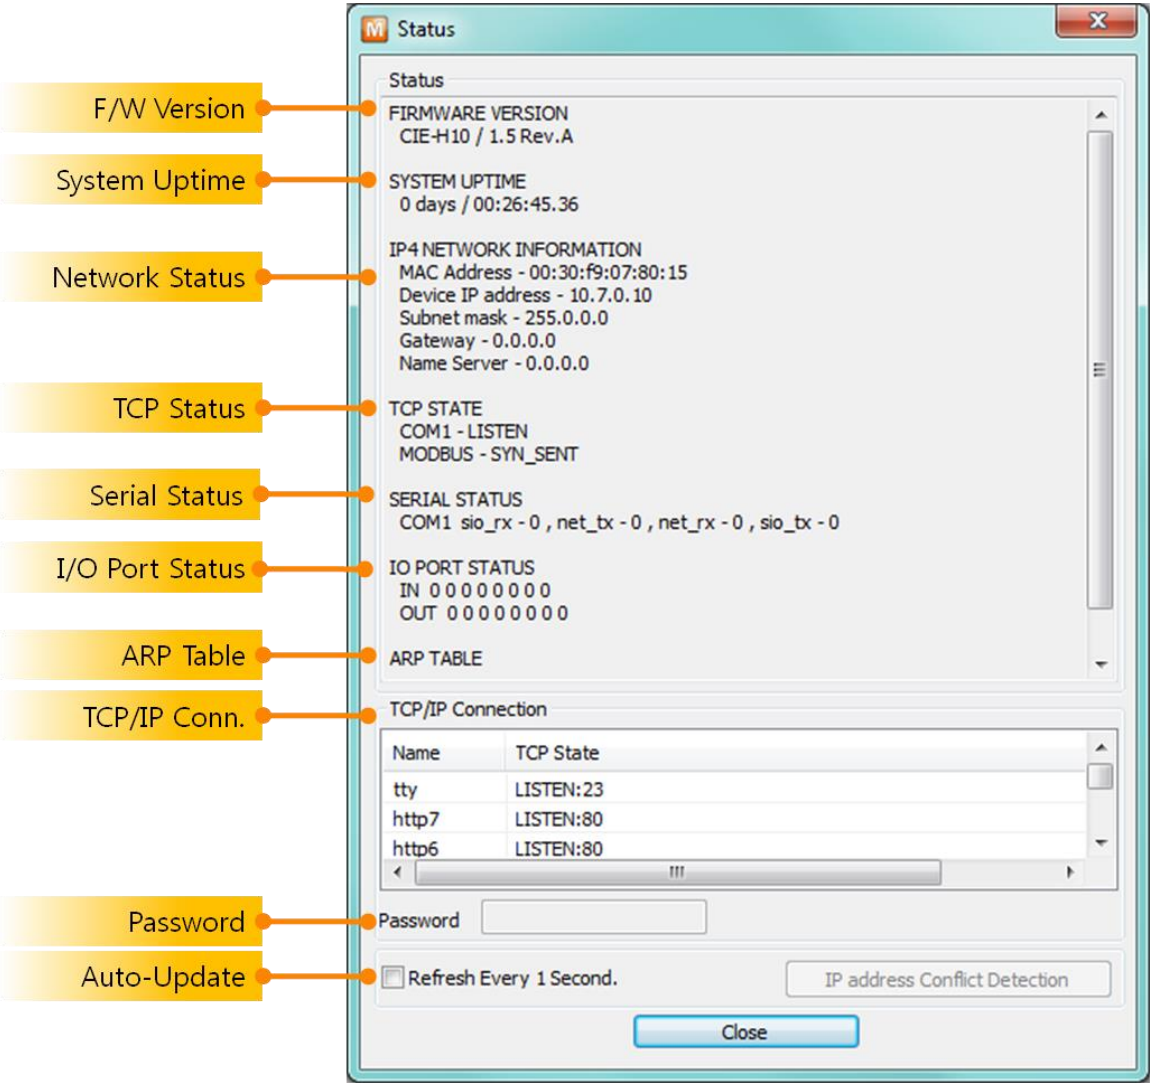 Status
Status
F/W Version
FIRMWARE VERSION
CIE-H10 / 1.5 Rev.A
System Uptime
SYSTEM UPTIME
0 days / 00:26:45.36
IP4 NETWORK INFORMATION
Network Status
MAC Address - 00:30:f9:07:80:15
Device IP address - 10.7.0.10
Subnet mask - 255.0.0.0
Gateway - 0.0.0.0
Name Server - 0.0.0.0
TCP Status
TCP STATE
COM1 - LISTEN
MODBUS - SYN_SENT
Serial Status
SERIAL STATUS
COM1 sio_rx - 0 , net_tx - 0 , net_rx - 0 , sio_tx - 0
I/O Port Status
IO PORT STATUS
IN 0 0 0 0 0 0 0 0
OUT 0 0 0 0 0 0 0 0
ARP Table
ARP TABLE
TCP/IP Conn.
TCP/IP Connection
Name TCP State
tty LISTEN:23
http7 LISTEN:80
http6 LISTEN:80
Password
Password
Auto-Update
Refresh Every 1 Second.
IP address Conflict Detection
Close